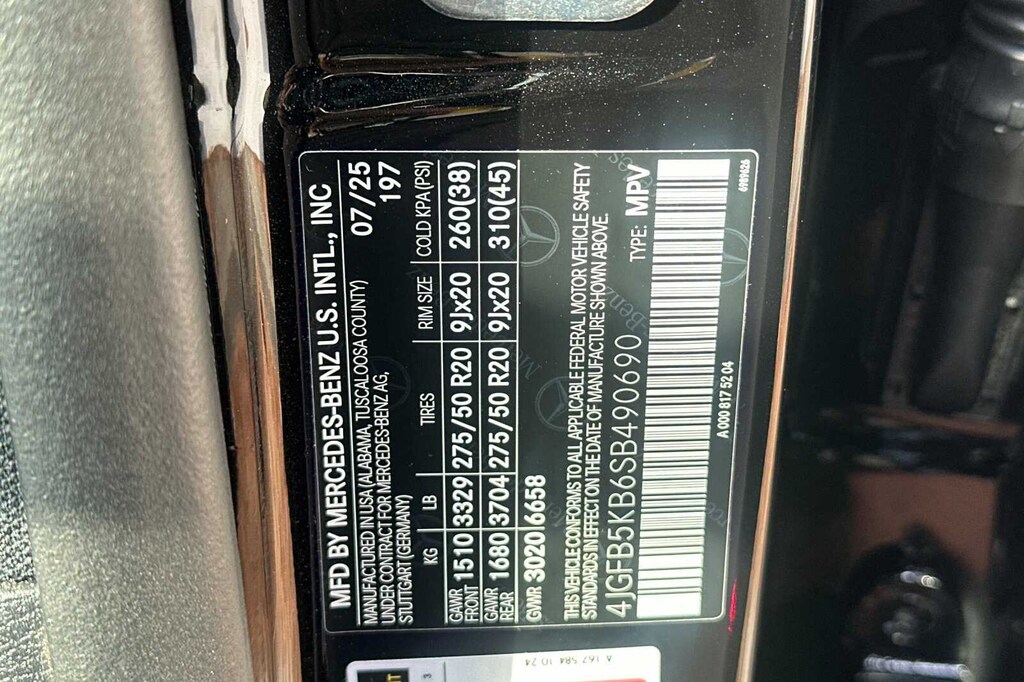 MFD BY MERCEDES-BENZ U.S. INTL., INC
MANUFACTURED IN USA (ALABAMA, TUSCALOOSA COUNTY) 07/25
UNDER CONTRACT FOR MERCEDES-BENZ AG, 197
STUTTGART (GERMANY)
KG LB TIRES RIM SIZE COLD KPA (PSI)
GAWR FRONT 1510 3329 275/50 R20 9Jx20 260(38)
GAWR REAR 1680 3704 275/50 R20 9Jx20 310(45)
GWR 3020 6658
THIS VEHICLE CONFORMS TO ALL APPLICABLE FEDERAL MOTOR VEHICLE SAFETY
STANDARDS IN EFFECT ON THE DATE OF MANUFACTURE SHOWN ABOVE.
4JGFB5KB6SB490690 TYPE: MPV
A 000 817 52 04 6989626
A 167 584 10 24